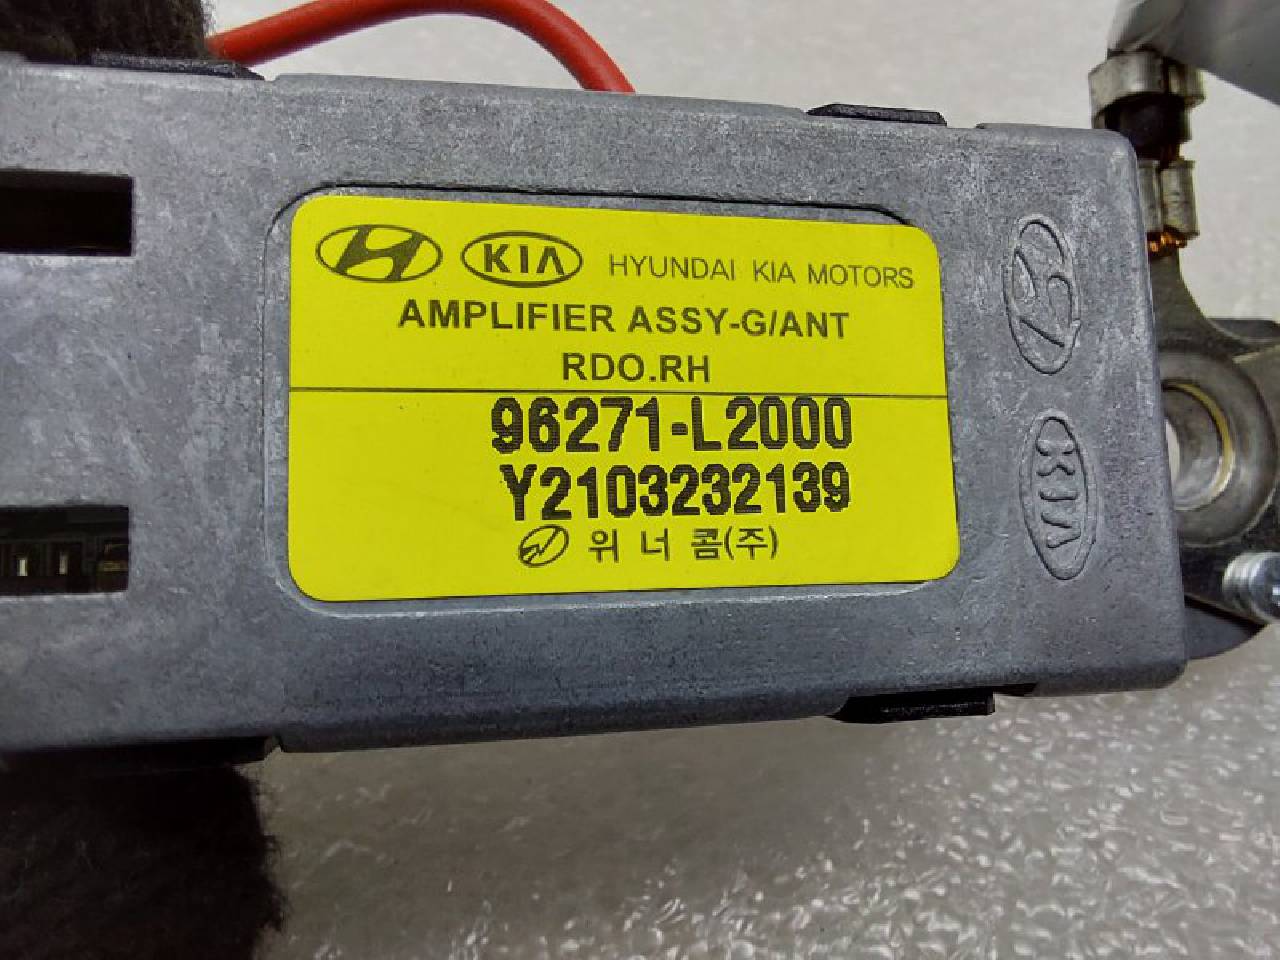 KIA HYUNDAI KIA MOTORS
AMPLIFIER ASSY-G/ANT
RDO.RH
96271-L2000
Y2103232139
위너콤(주)
KIA